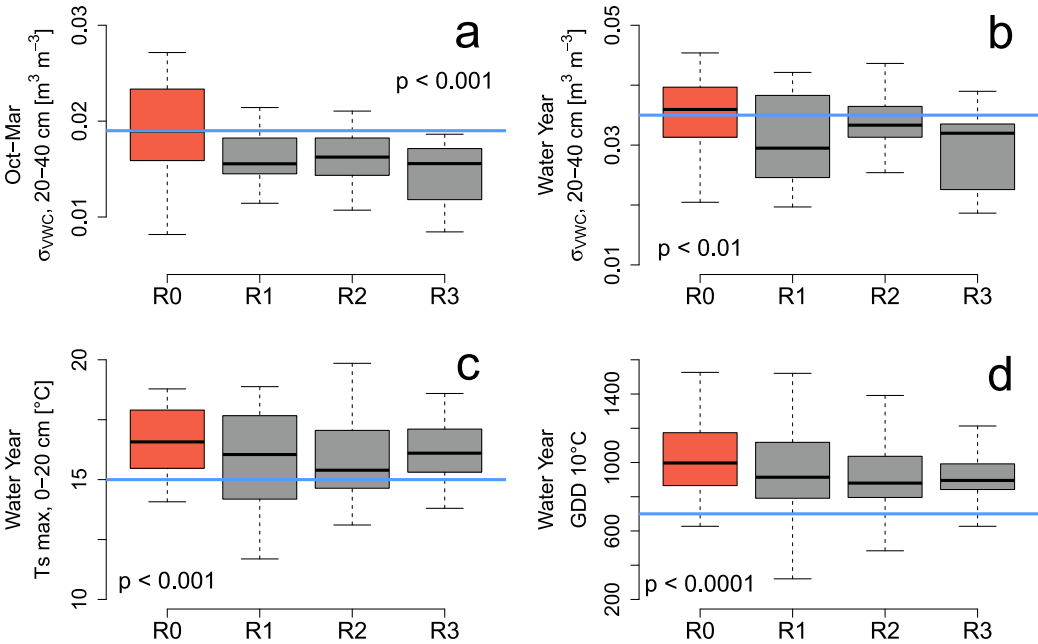 a
p < 0.001
Oct−Mar
σVWC, 20−40 cm [m³ m⁻³]
0.03
0.02
0.01
R0 R1 R2 R3
b
p < 0.01
Water Year
σVWC, 20−40 cm [m³ m⁻³]
0.05
0.03
0.01
R0 R1 R2 R3
c
p < 0.001
Water Year
Ts max, 0−20 cm [°C]
20
15
10
R0 R1 R2 R3
d
p < 0.0001
Water Year
GDD 10°C
1400
1000
600
200
R0 R1 R2 R3